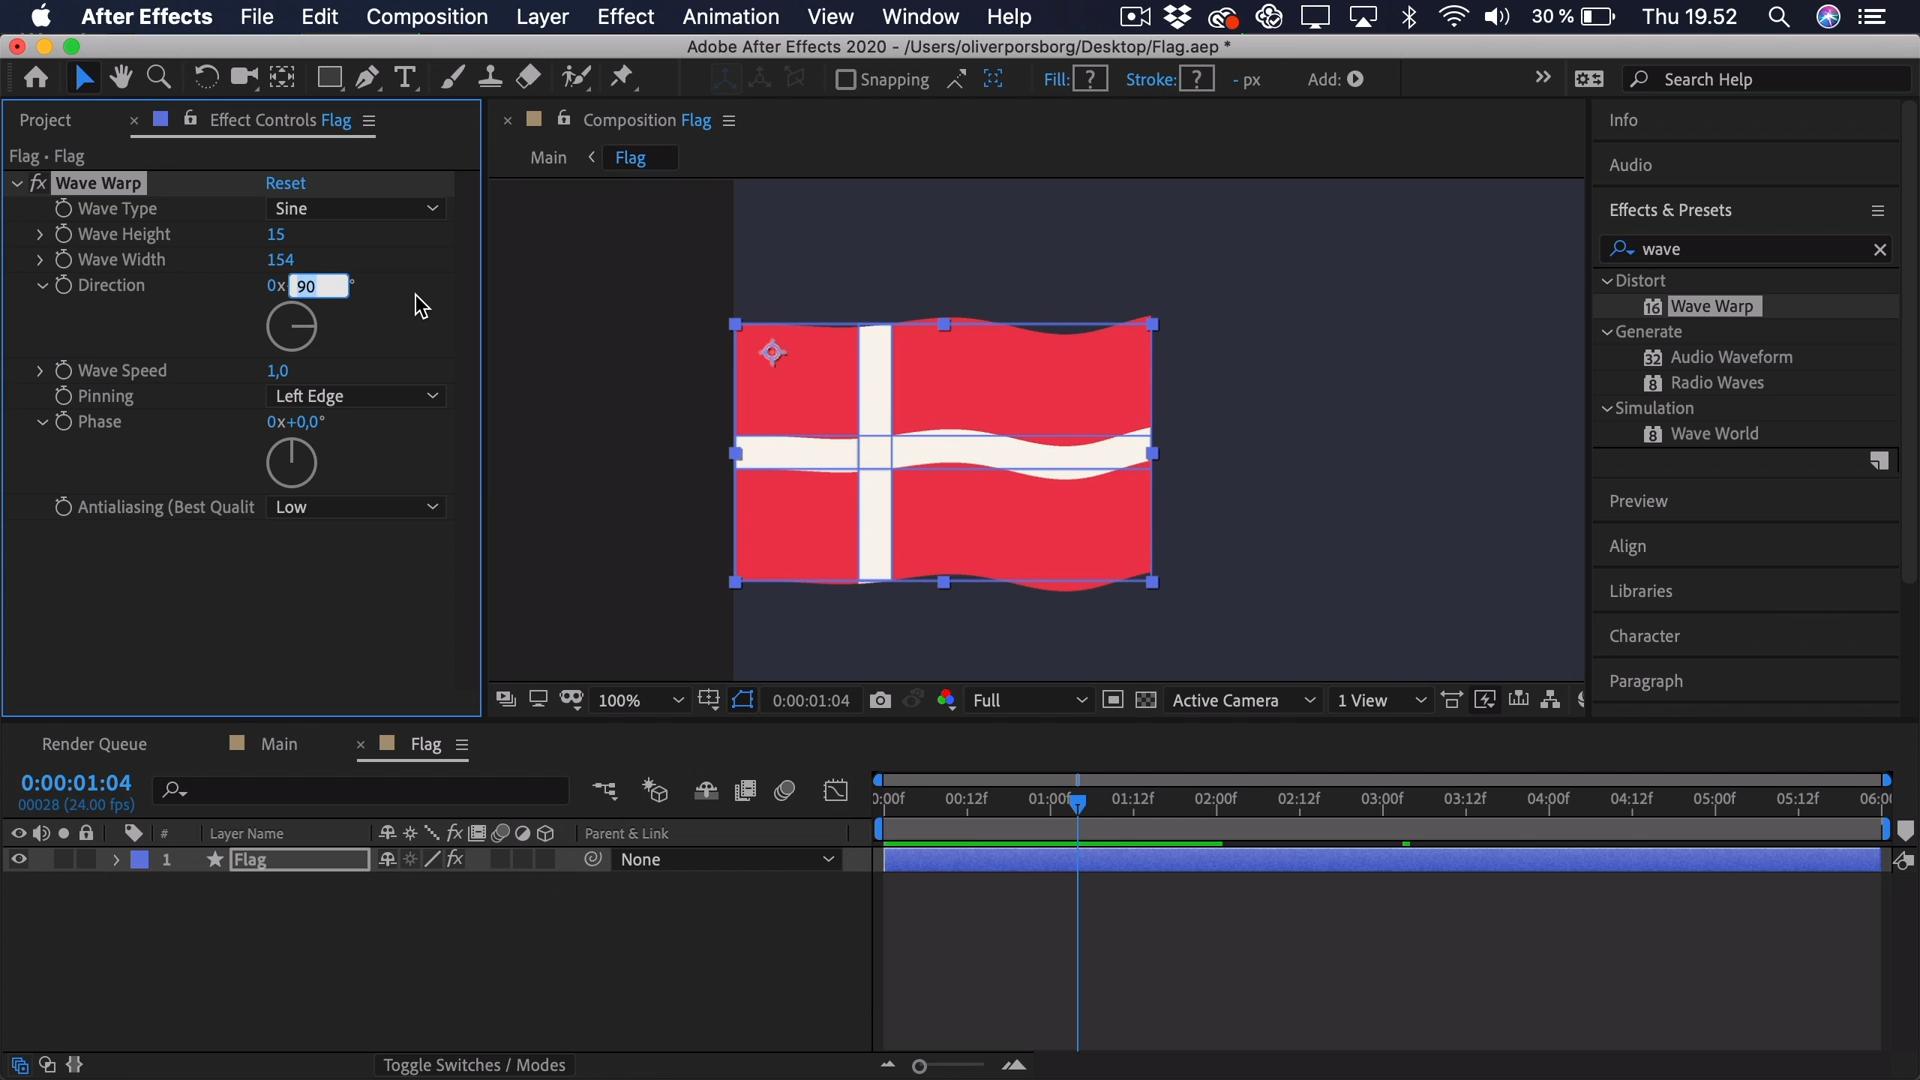 After Effects File Edit Composition Layer Effect Animation View Window Help 30 % Thu 19.52
Adobe After Effects 2020 - /Users/oliverporsborg/Desktop/Flag.aep *
Snapping Fill: ? Stroke: ? - px Add: Search Help
Project × Effect Controls Flag
Flag • Flag
fx Wave Warp Reset
Wave Type Sine
Wave Height 15
Wave Width 154
Direction 0x 90 °
Wave Speed 1,0
Pinning Left Edge
Phase 0x+0,0°
Antialiasing (Best Qualit Low
× Composition Flag
Main < Flag
100% 0:00:01:04 Full Active Camera 1 View
Info
Audio
Effects & Presets
wave
Distort
16 Wave Warp
Generate
32 Audio Waveform
8 Radio Waves
Simulation
8 Wave World
Preview
Align
Libraries
Character
Paragraph
Render Queue Main × Flag
0:00:01:04
00028 (24.00 fps)
00:12f 01:00f 01:12f 02:00f 02:12f 03:00f 03:12f 04:00f 04:12f 05:00f 05:12f
# Layer Name fx Parent & Link
1 Flag fx None
Toggle Switches / Modes